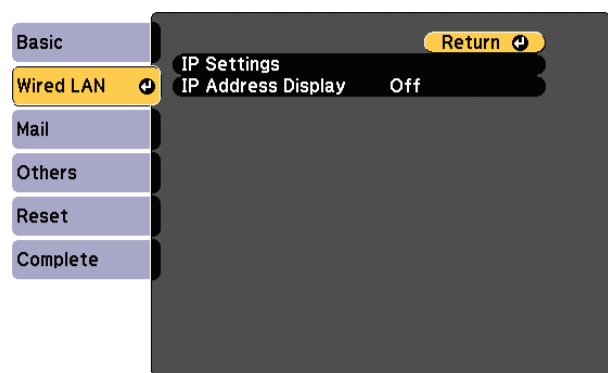 Basic
Wired LAN
Mail
Others
Reset
Complete
Return
IP Settings
IP Address Display Off